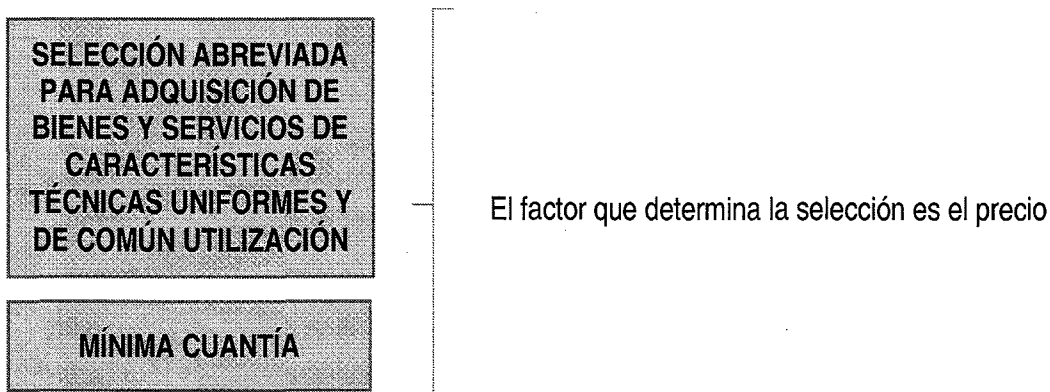 SELECCIÓN ABREVIADA
PARA ADQUISICIÓN DE
BIENES Y SERVICIOS DE
CARACTERÍSTICAS
TÉCNICAS UNIFORMES Y
DE COMÚN UTILIZACIÓN
El factor que determina la selección es el precio
MÍNIMA CUANTÍA